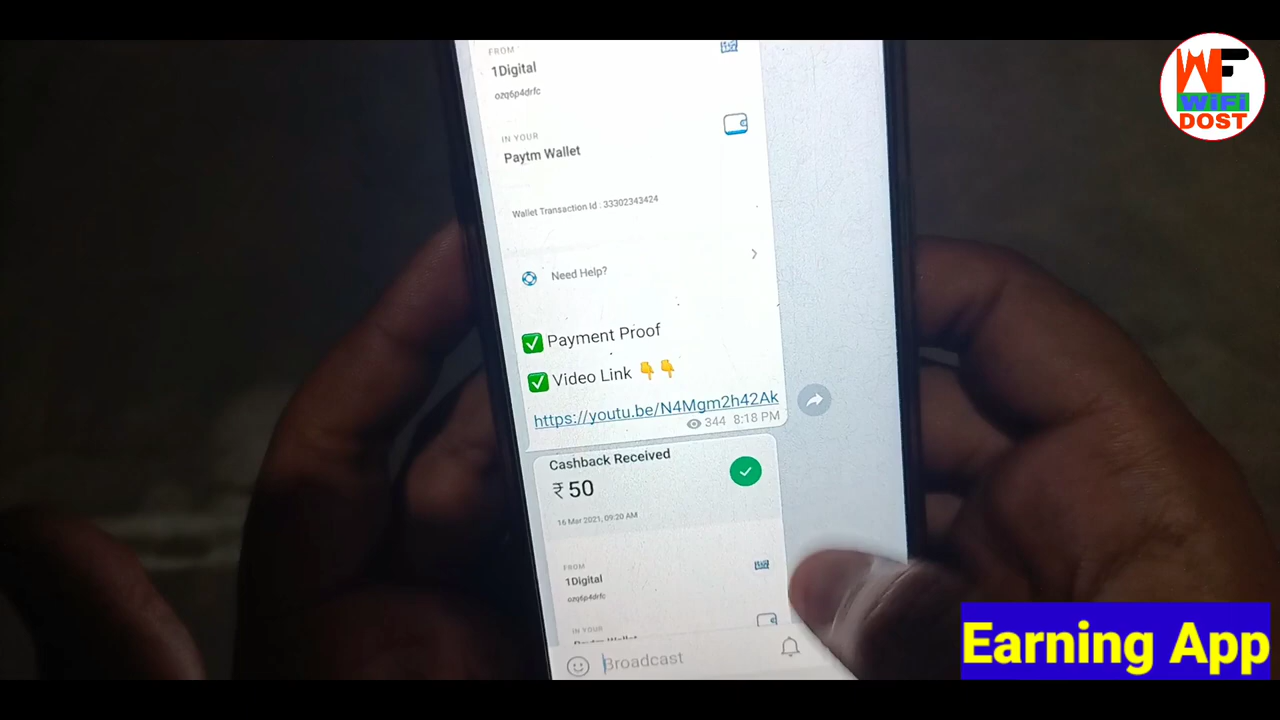 FROM
1Digital
ozq6p4drfc
IN YOUR
Paytm Wallet
Wallet Transaction Id : 33302343424
Need Help?
✅ Payment Proof
✅ Video Link 👇👇
https://youtu.be/N4Mgm2h42Ak
344 8:18 PM
Cashback Received
₹50
16 Mar 2021, 09:20 AM
FROM
1Digital
ozq6p4drfc
IN YOUR
Broadcast
WF
WiFi
DOST
Earning App